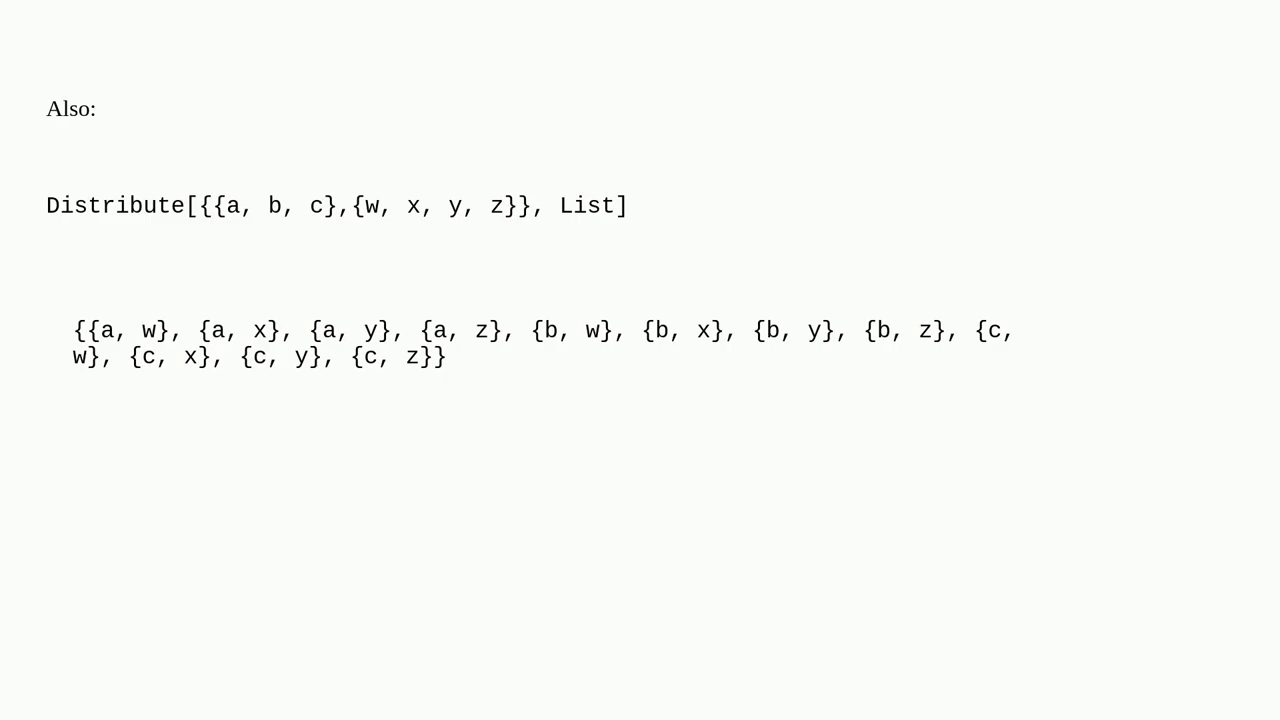 Also:
Distribute[{{a, b, c},{w, x, y, z}}, List]
{{a, w}, {a, x}, {a, y}, {a, z}, {b, w}, {b, x}, {b, y}, {b, z}, {c,
w}, {c, x}, {c, y}, {c, z}}